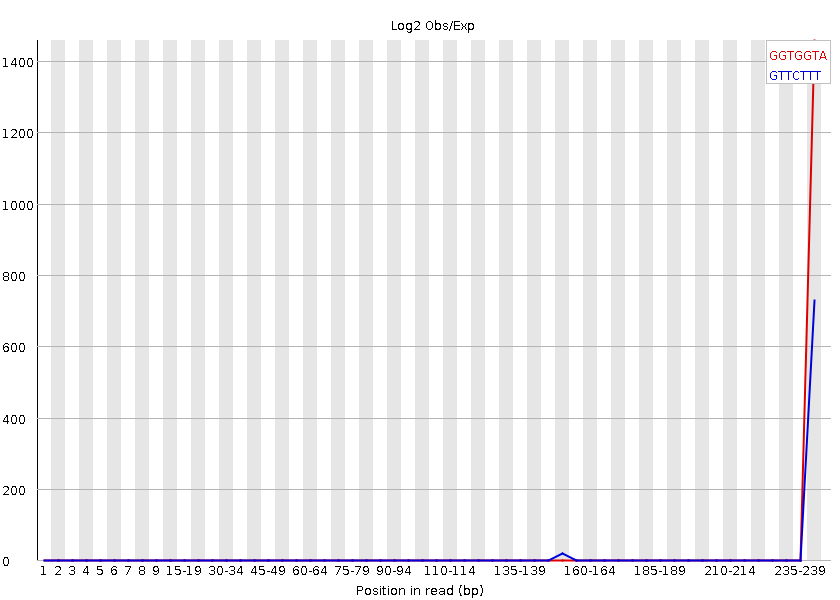 Log2 Obs/Exp
GGTGGTA
GTTCTTT
1400
1200
1000
800
600
400
200
0
1 2 3 4 5 6 7 8 9 15-19 30-34 45-49 60-64 75-79 90-94 110-114 135-139 160-164 185-189 210-214 235-239
Position in read (bp)